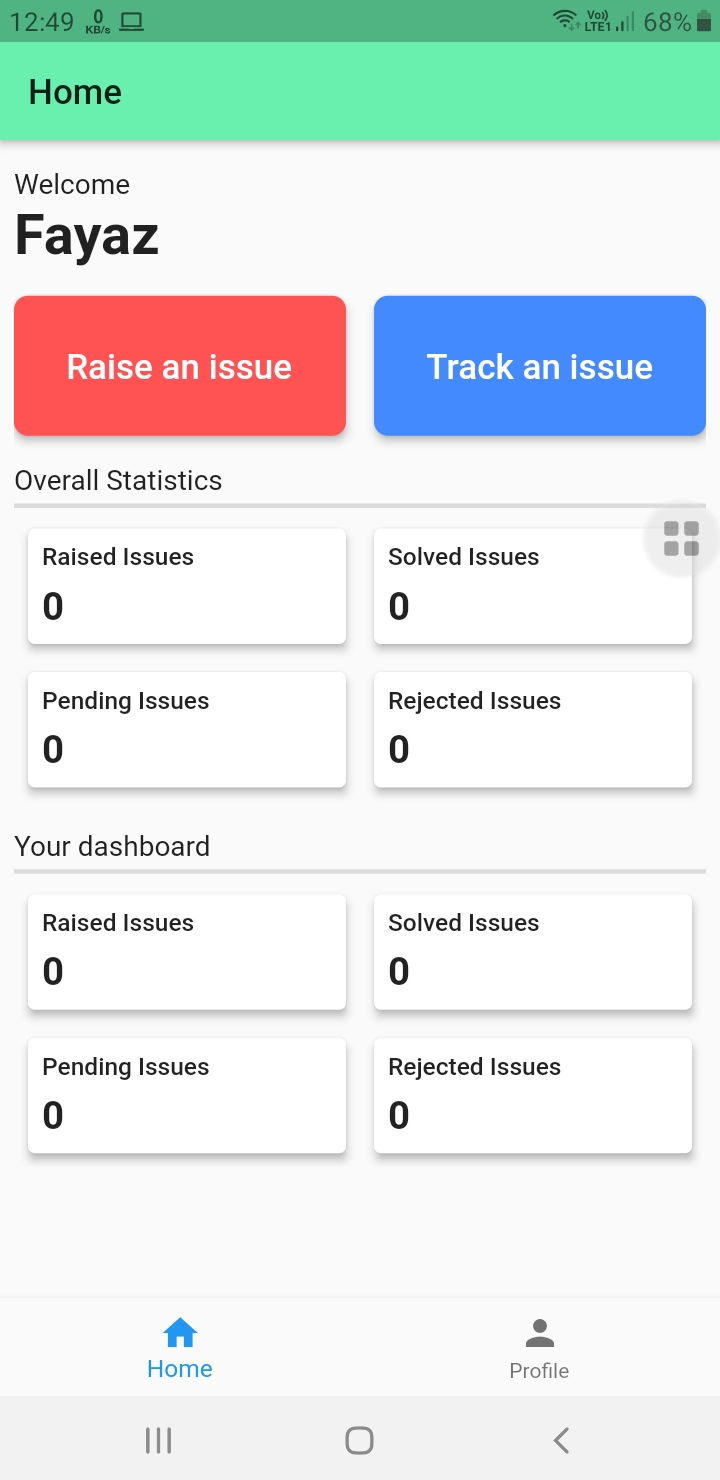 12:49 0 KB/s Vo)) LTE1 68%
Home
Welcome
Fayaz
Raise an issue Track an issue
Overall Statistics
Raised Issues Solved Issues
0 0
Pending Issues Rejected Issues
0 0
Your dashboard
Raised Issues Solved Issues
0 0
Pending Issues Rejected Issues
0 0
Home Profile